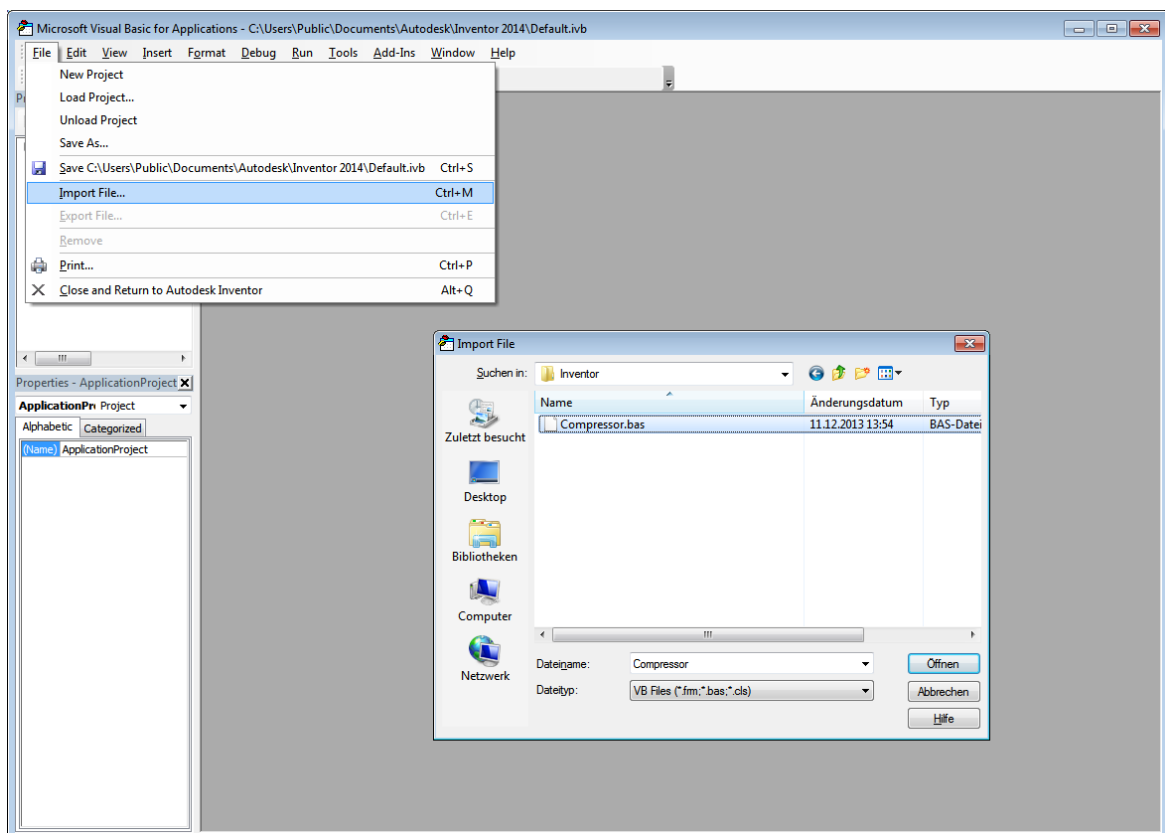 Microsoft Visual Basic for Applications - C:\Users\Public\Documents\Autodesk\Inventor 2014\Default.ivb
File Edit View Insert Format Debug Run Tools Add-Ins Window Help
New Project
Load Project...
Unload Project
Save As...
Save C:\Users\Public\Documents\Autodesk\Inventor 2014\Default.ivb Ctrl+S
Import File... Ctrl+M
Export File... Ctrl+E
Remove
Print... Ctrl+P
Close and Return to Autodesk Inventor Alt+Q
Properties - ApplicationProject
ApplicationPr Project
Alphabetic Categorized
(Name) ApplicationProject
Import File
Suchen in: Inventor
Name Änderungsdatum Typ
Compressor.bas 11.12.2013 13:54 BAS-Datei
Zuletzt besucht
Desktop
Bibliotheken
Computer
Netzwerk
Dateiname: Compressor Öffnen
Dateityp: VB Files (*.frm;*.bas;*.cls) Abbrechen
Hilfe